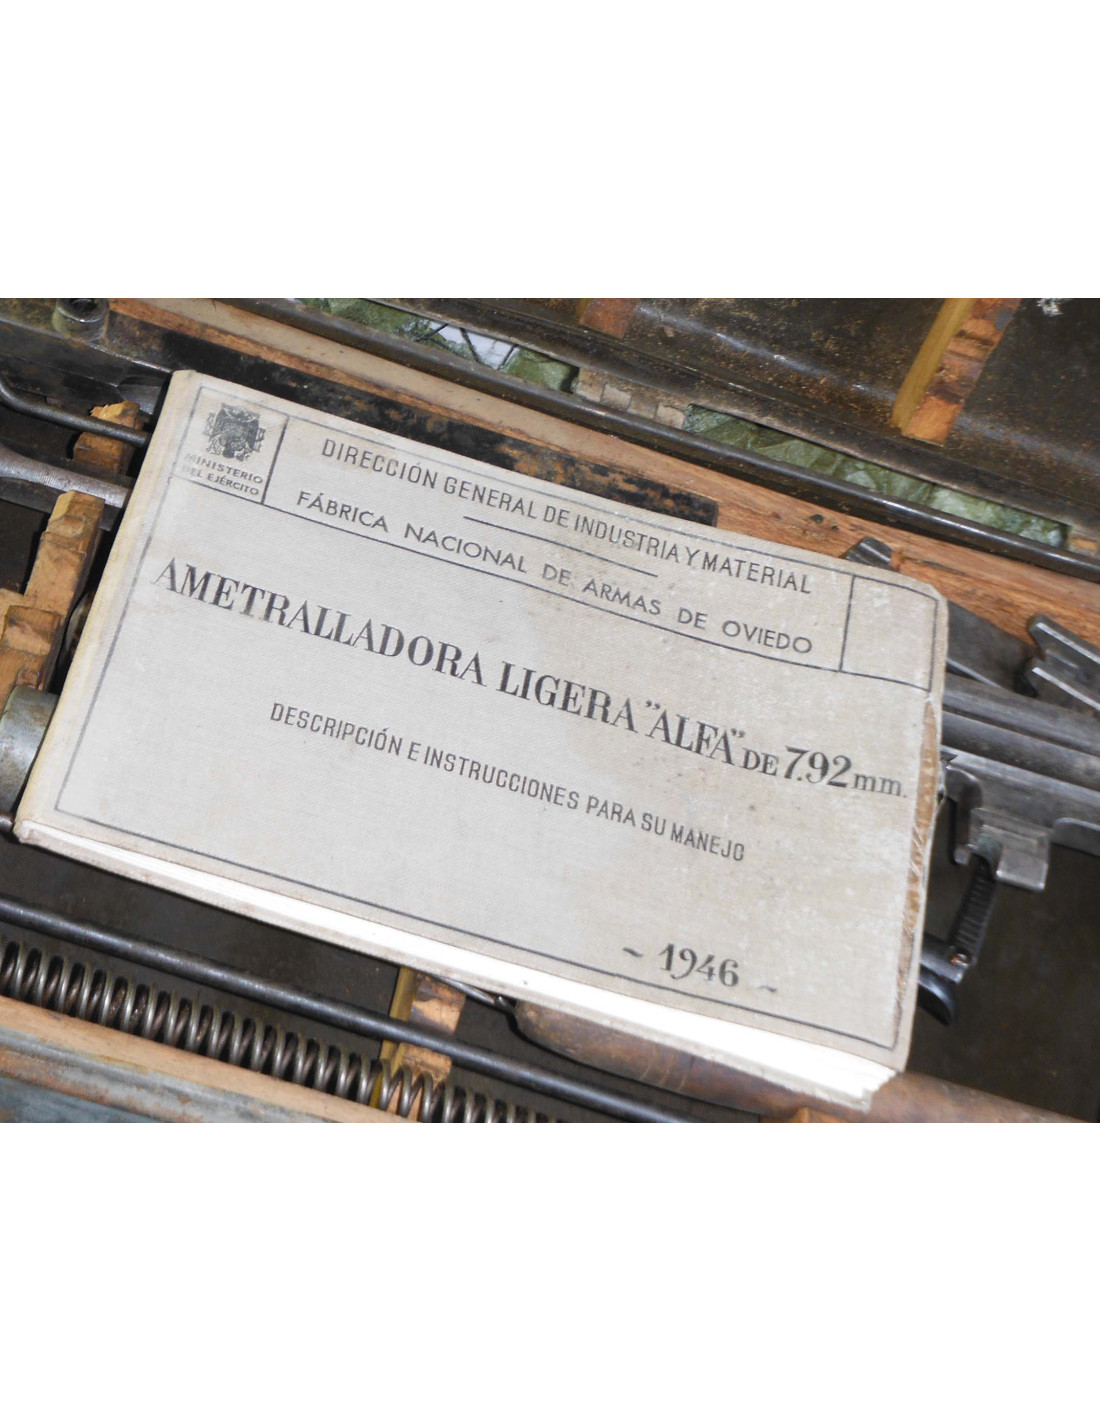 MINISTERIO
DEL EJÉRCITO
DIRECCIÓN GENERAL DE INDUSTRIA Y MATERIAL
FÁBRICA NACIONAL DE ARMAS DE OVIEDO
AMETRALLADORA LIGERA "ALFA" DE 7.92 mm.
DESCRIPCIÓN E INSTRUCCIONES PARA SU MANEJO
~ 1946 ~